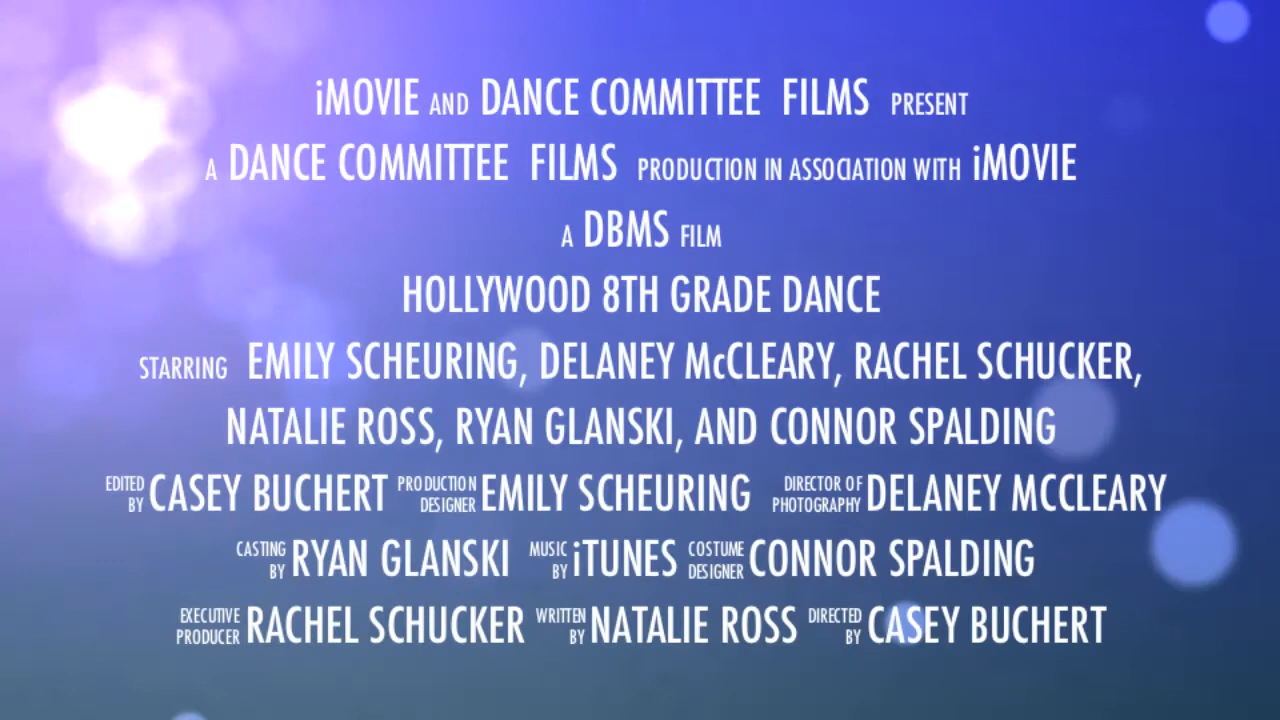 iMOVIE AND DANCE COMMITTEE FILMS PRESENT
A DANCE COMMITTEE FILMS PRODUCTION IN ASSOCIATION WITH iMOVIE
A DBMS FILM
HOLLYWOOD 8TH GRADE DANCE
STARRING EMILY SCHEURING, DELANEY McCLEARY, RACHEL SCHUCKER,
NATALIE ROSS, RYAN GLANSKI, AND CONNOR SPALDING
EDITED BY CASEY BUCHERT PRODUCTION DESIGNER EMILY SCHEURING DIRECTOR OF PHOTOGRAPHY DELANEY MCCLEARY
CASTING BY RYAN GLANSKI MUSIC BY iTUNES COSTUME DESIGNER CONNOR SPALDING
EXECUTIVE PRODUCER RACHEL SCHUCKER WRITTEN BY NATALIE ROSS DIRECTED BY CASEY BUCHERT